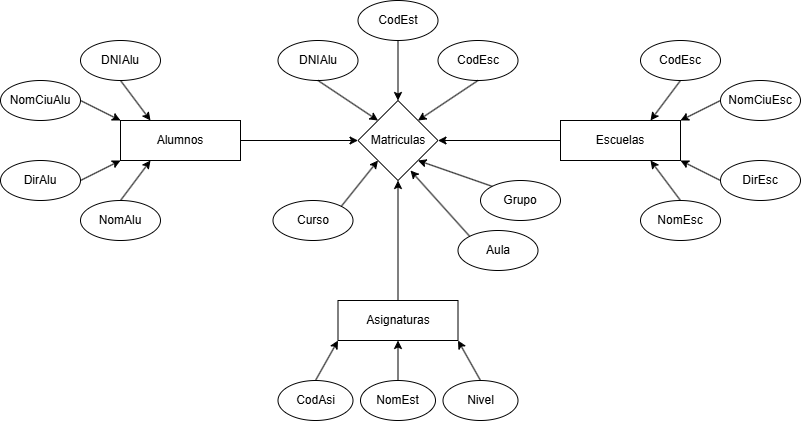 CodEst
DNIAlu
DNIAlu
CodEsc
CodEsc
NomCiuAlu
NomCiuEsc
Alumnos
Matriculas
Escuelas
DirAlu
DirEsc
Grupo
NomAlu
Curso
NomEsc
Aula
Asignaturas
CodAsi
NomEst
Nivel